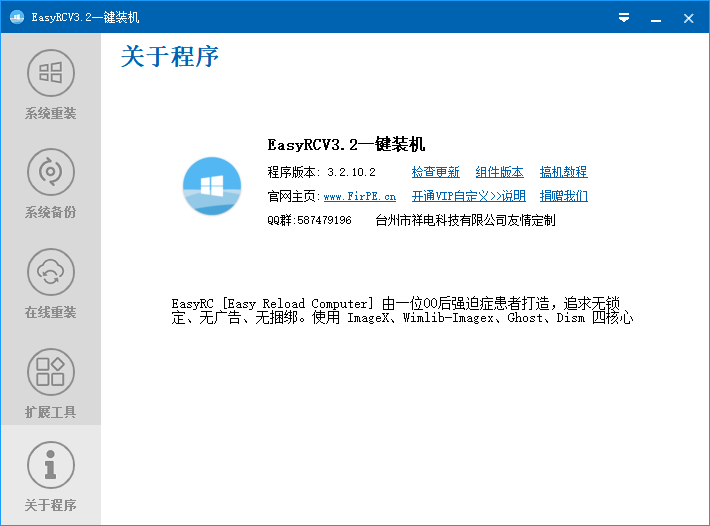 EasyRCV3.2一键装机
关于程序
系统重装
系统备份
在线重装
扩展工具
关于程序
EasyRCV3.2一键装机
程序版本: 3.2.10.2 检查更新 组件版本 搞机教程
官网主页: www.FirPE.cn 开通VIP自定义>>说明 捐赠我们
QQ群:587479196 台州市祥电科技有限公司友情定制
EasyRC [Easy Reload Computer] 由一位00后强迫症患者打造，追求无锁
定、无广告、无捆绑。使用 ImageX、Wimlib-Imagex、Ghost、Dism 四核心